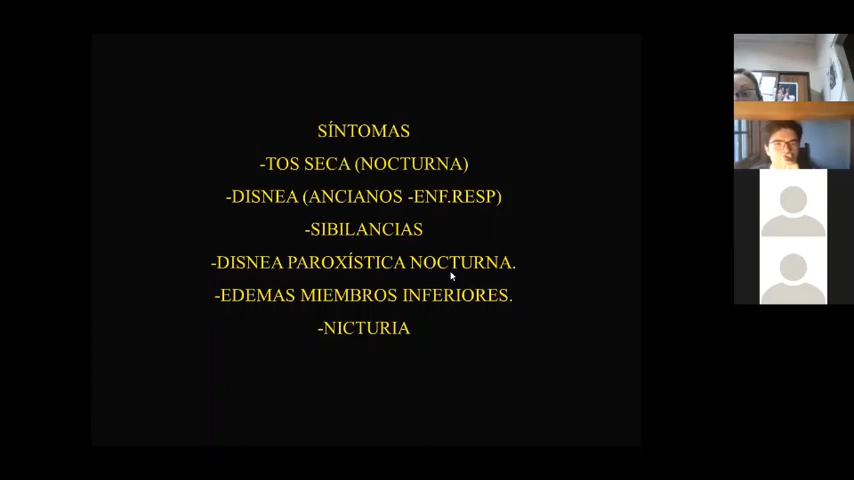 SÍNTOMAS
-TOS SECA (NOCTURNA)
-DISNEA (ANCIANOS -ENF.RESP)
-SIBILANCIAS
-DISNEA PAROXÍSTICA NOCTURNA.
-EDEMAS MIEMBROS INFERIORES.
-NICTURIA